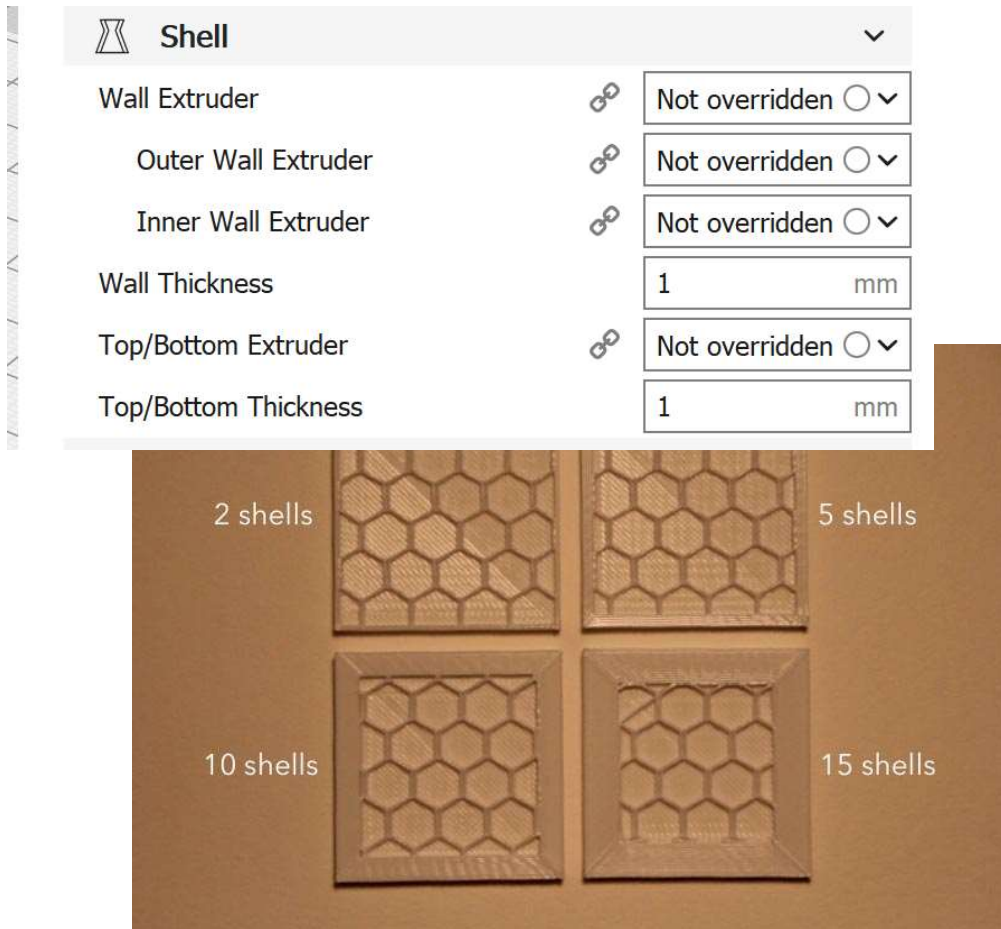 Shell
Wall Extruder Not overridden
Outer Wall Extruder Not overridden
Inner Wall Extruder Not overridden
Wall Thickness 1 mm
Top/Bottom Extruder Not overridden
Top/Bottom Thickness 1 mm
2 shells 5 shells
10 shells 15 shells